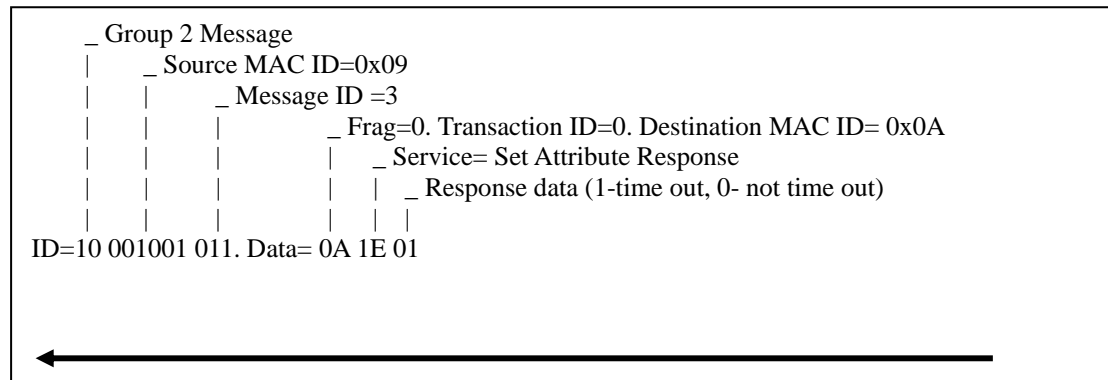 _ Group 2 Message
| _ Source MAC ID=0x09
| | _ Message ID =3
| | | _ Frag=0. Transaction ID=0. Destination MAC ID= 0x0A
| | | | _ Service= Set Attribute Response
| | | | | _ Response data (1-time out, 0- not time out)
| | | | | |
ID=10 001001 011. Data= 0A 1E 01